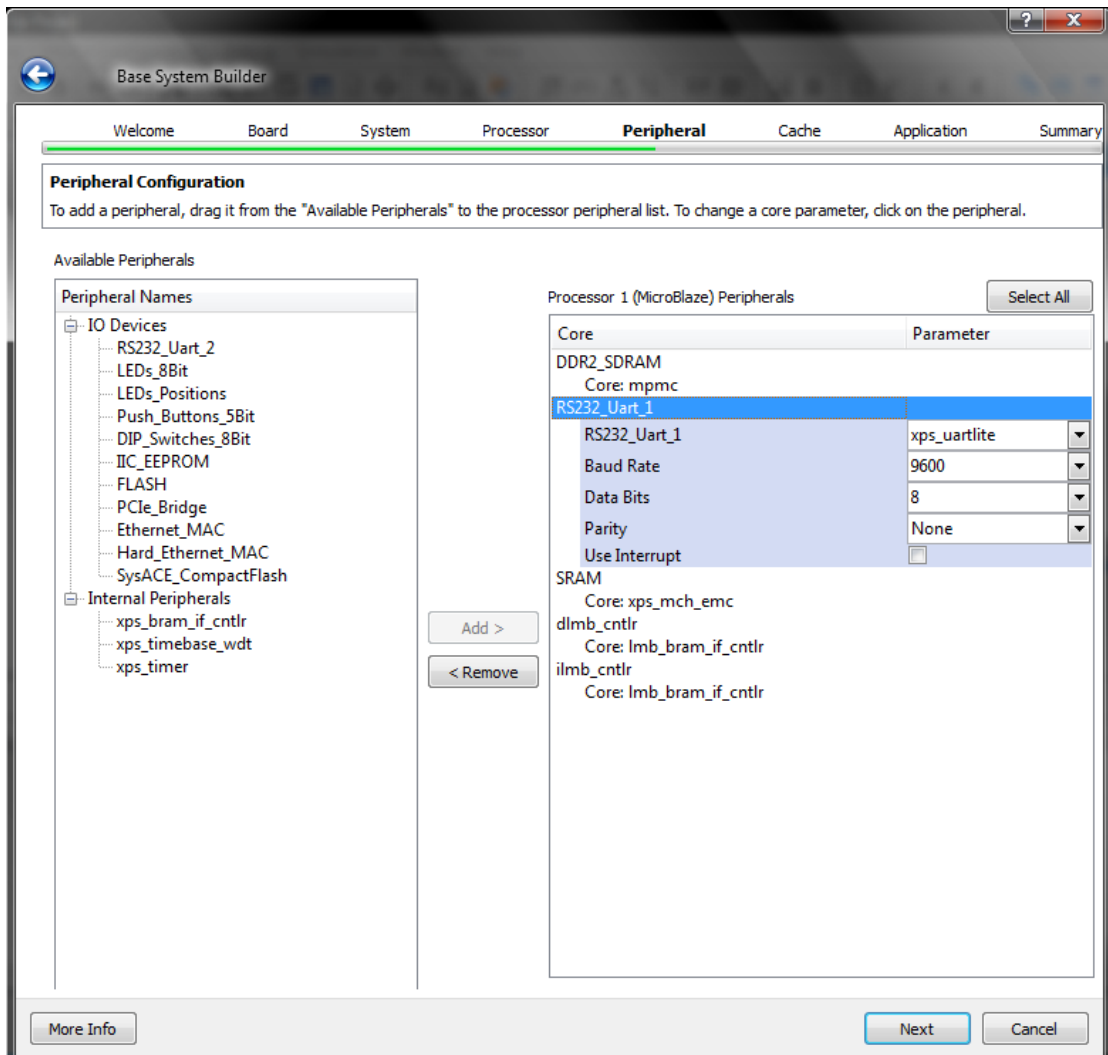 ?
X
Base System Builder
Welcome Board System Processor Peripheral Cache Application Summary
Peripheral Configuration
To add a peripheral, drag it from the "Available Peripherals" to the processor peripheral list. To change a core parameter, click on the peripheral.
Available Peripherals
Peripheral Names
IO Devices
RS232_Uart_2
LEDs_8Bit
LEDs_Positions
Push_Buttons_5Bit
DIP_Switches_8Bit
IIC_EEPROM
FLASH
PCIe_Bridge
Ethernet_MAC
Hard_Ethernet_MAC
SysACE_CompactFlash
Internal Peripherals
xps_bram_if_cntlr
xps_timebase_wdt
xps_timer
Add >
< Remove
Processor 1 (MicroBlaze) Peripherals
Select All
Core Parameter
DDR2_SDRAM
Core: mpmc
RS232_Uart_1
RS232_Uart_1 xps_uartlite
Baud Rate 9600
Data Bits 8
Parity None
Use Interrupt
SRAM
Core: xps_mch_emc
dlmb_cntlr
Core: lmb_bram_if_cntlr
ilmb_cntlr
Core: lmb_bram_if_cntlr
More Info
Next
Cancel